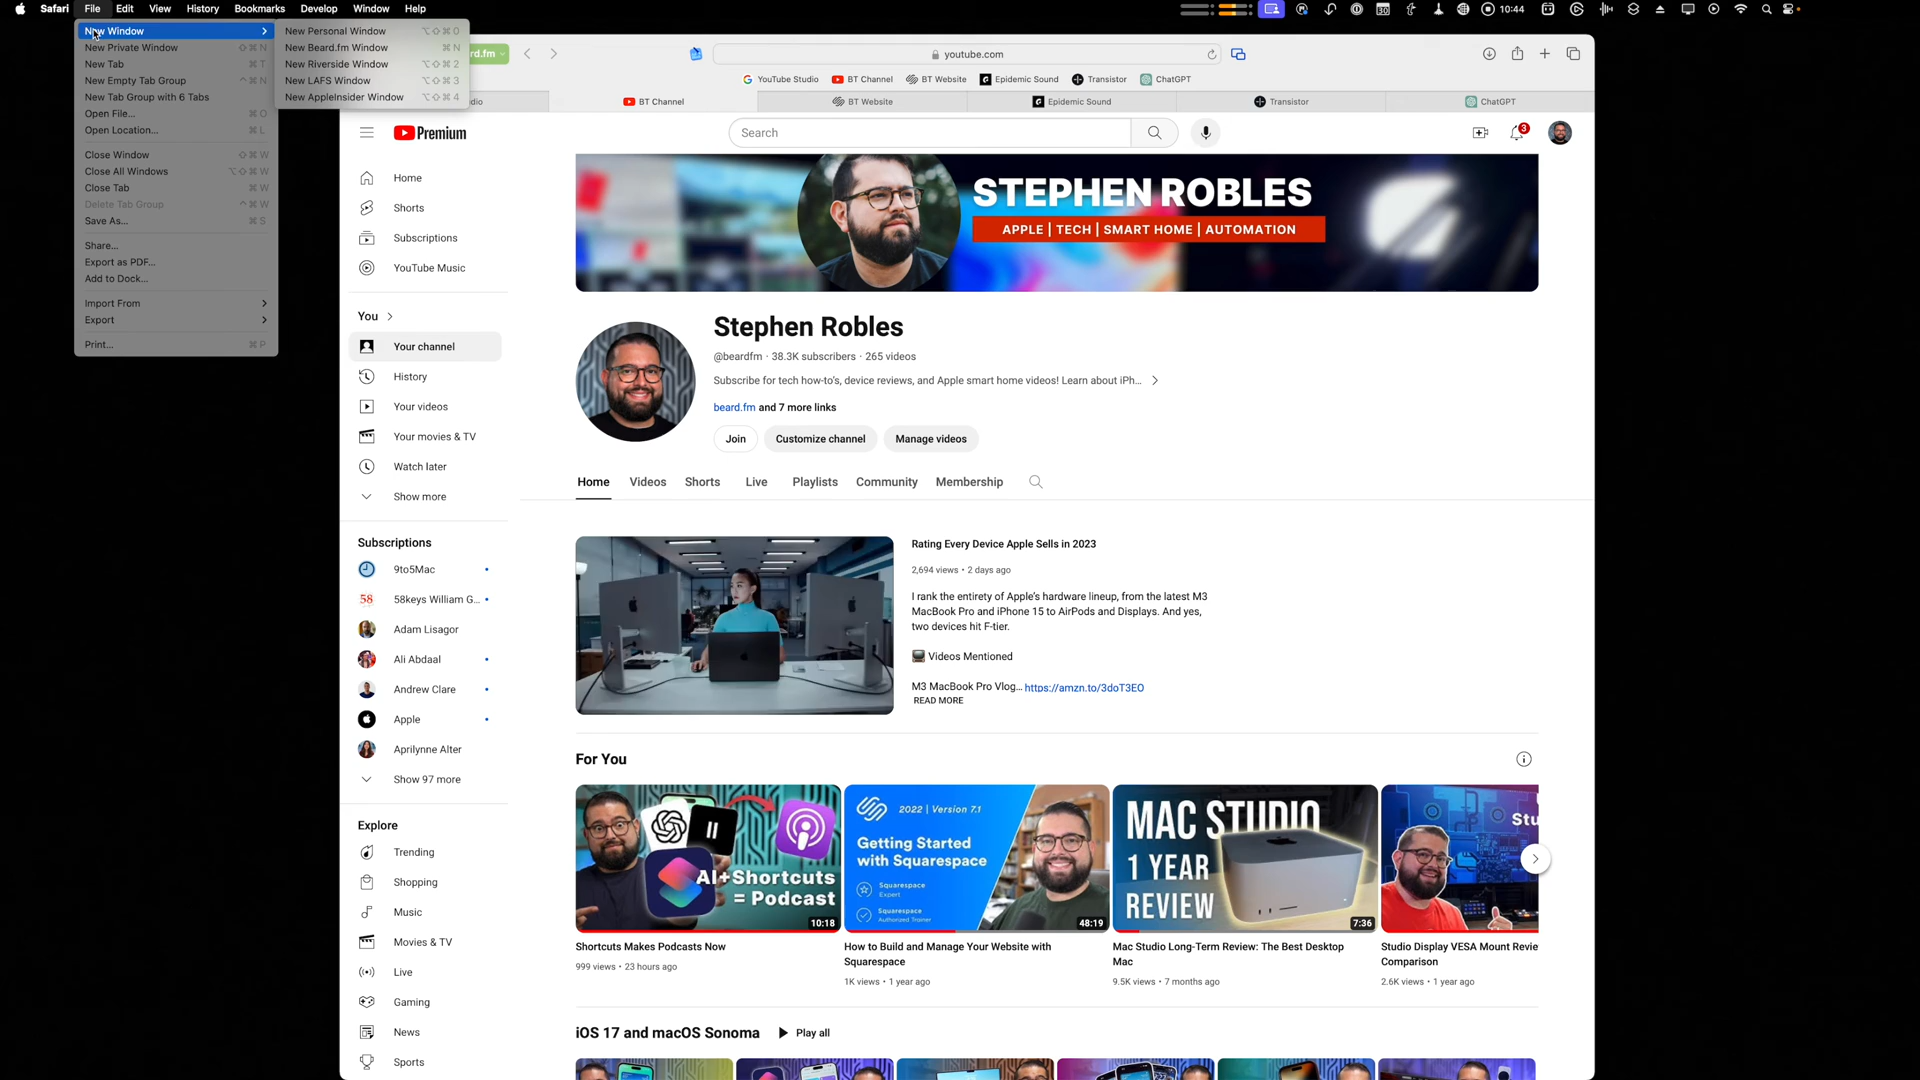 Safari File Edit View History Bookmarks Develop Window Help
10:44
New Window
New Private Window ⇧⌘N
New Tab ⌘T
New Empty Tab Group ^⌘N
New Tab Group with 6 Tabs
Open File... ⌘O
Open Location... ⌘L
Close Window ⇧⌘W
Close All Windows ⌥⇧⌘W
Close Tab ⌘W
Delete Tab Group ^⌘W
Save As... ⌘S
Share...
Export as PDF...
Add to Dock...
Import From
Export
Print... ⌘P
New Personal Window ⌥⇧⌘0
New Beard.fm Window ⌘N
New Riverside Window ⌥⇧⌘2
New LAFS Window ⌥⇧⌘3
New AppleInsider Window ⌥⇧⌘4
rd.fm
youtube.com
YouTube Studio BT Channel BT Website Epidemic Sound Transistor ChatGPT
dio BT Channel BT Website Epidemic Sound Transistor ChatGPT
Premium
Search
3
Home
Shorts
Subscriptions
YouTube Music
You
Your channel
History
Your videos
Your movies & TV
Watch later
Show more
Subscriptions
9to5Mac
58 58keys William G...
Adam Lisagor
Ali Abdaal
Andrew Clare
Apple
Aprilynne Alter
Show 97 more
Explore
Trending
Shopping
Music
Movies & TV
Live
Gaming
News
Sports
STEPHEN ROBLES
APPLE | TECH | SMART HOME | AUTOMATION
Stephen Robles
@beardfm · 38.3K subscribers · 265 videos
Subscribe for tech how-to's, device reviews, and Apple smart home videos! Learn about iPh...
beard.fm and 7 more links
Join Customize channel Manage videos
Home Videos Shorts Live Playlists Community Membership
Rating Every Device Apple Sells in 2023
2,694 views • 2 days ago
I rank the entirety of Apple's hardware lineup, from the latest M3
MacBook Pro and iPhone 15 to AirPods and Displays. And yes,
two devices hit F-tier.
Videos Mentioned
M3 MacBook Pro Vlog... https://amzn.to/3doT3EO
READ MORE
For You
AI+Shortcuts
= Podcast
10:18
Shortcuts Makes Podcasts Now
999 views • 23 hours ago
2022 | Version 7.1
Getting Started
with Squarespace
Squarespace
Expert
Squarespace
Authorized Trainer
48:19
How to Build and Manage Your Website with
Squarespace
1K views • 1 year ago
MAC STUDIO
1 YEAR
REVIEW
7:36
Mac Studio Long-Term Review: The Best Desktop
Mac
9.5K views • 7 months ago
Stu
Studio Display VESA Mount Revie
Comparison
2.6K views • 1 year ago
iOS 17 and macOS Sonoma Play all